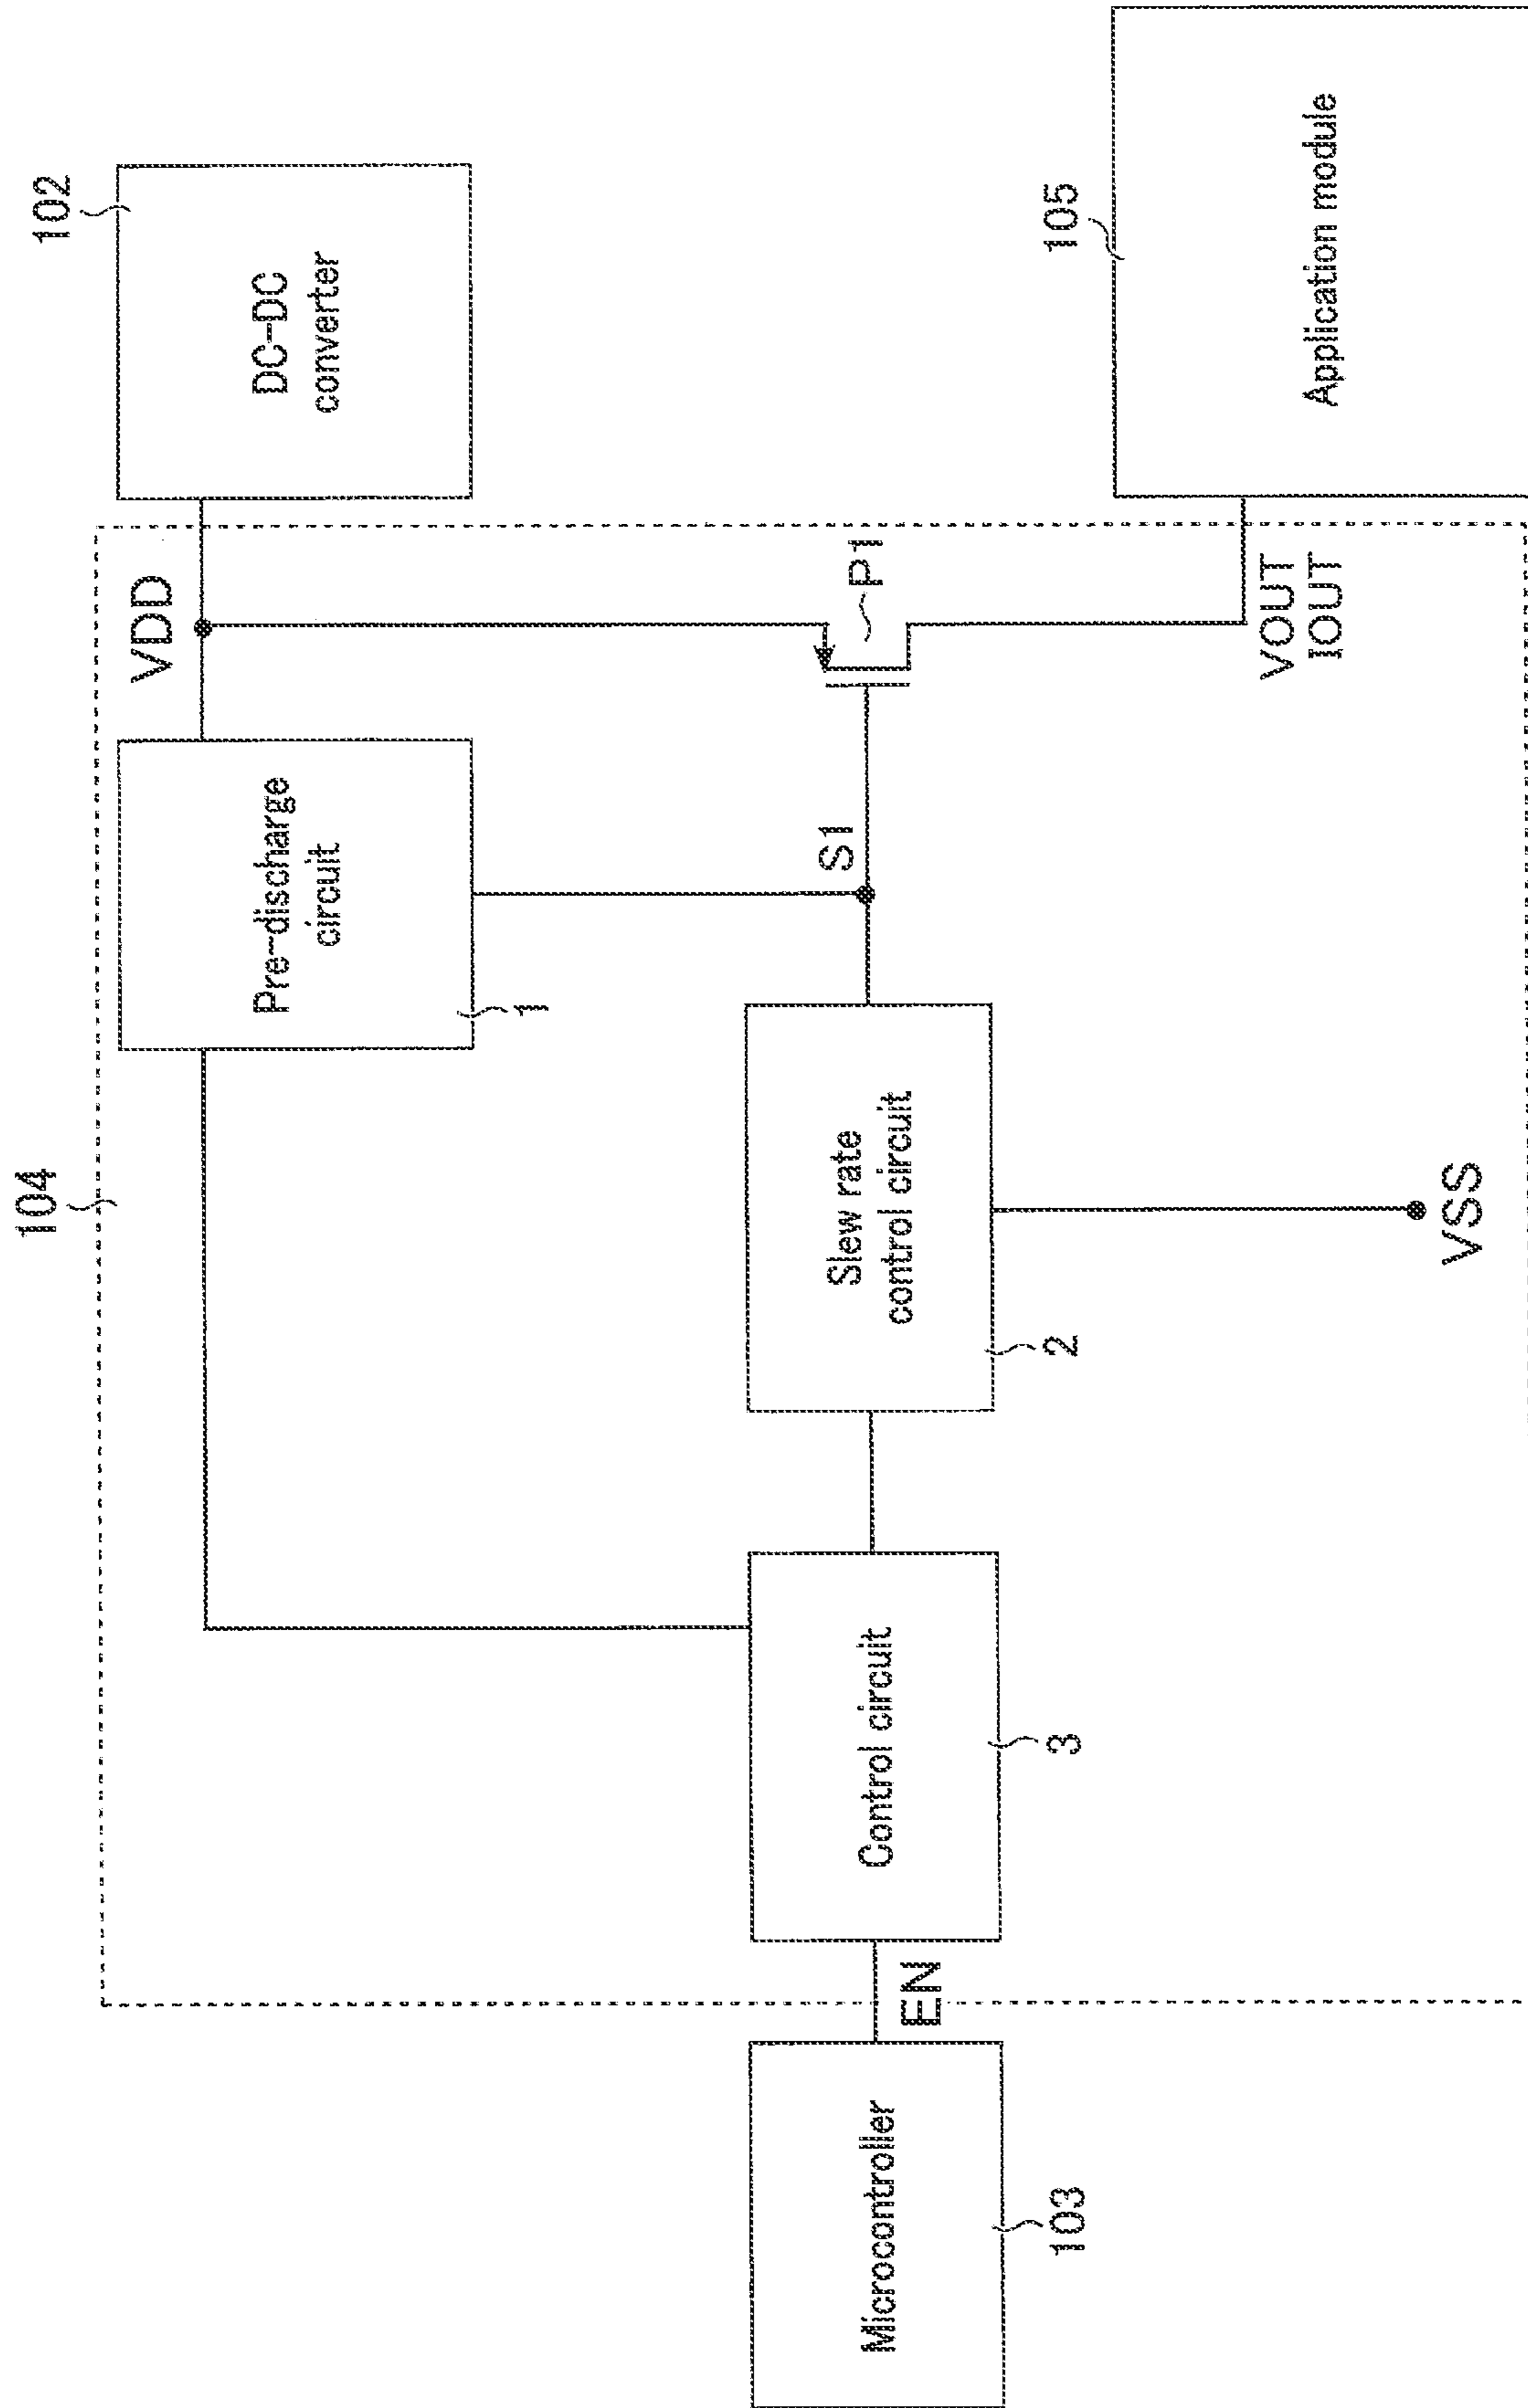 104
102
VDD
Pre-discharge
circuit
1
DC-DC
converter
Microcontroller
103
EN
Control circuit
3
Slew rate
control circuit
2
S1
P1
105
VOUT
IOUT
Application module
VSS